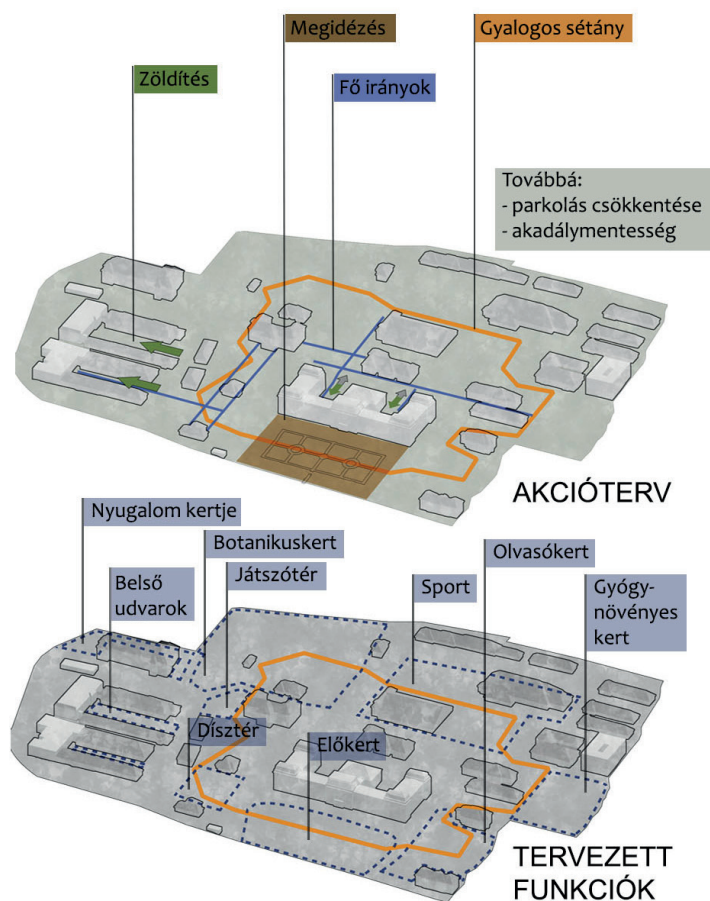 Megidézés
Gyalogos sétány
Zöldítés
Fő irányok
Továbbá:
- parkolás csökkentése
- akadálymentesség
AKCIÓTERV
Nyugalom kertje
Botanikuskert
Olvasókert
Belső
udvarok
Játszótér
Sport
Gyógy-
növényes
kert
Dísztér
Előkert
TERVEZETT
FUNKCIÓK